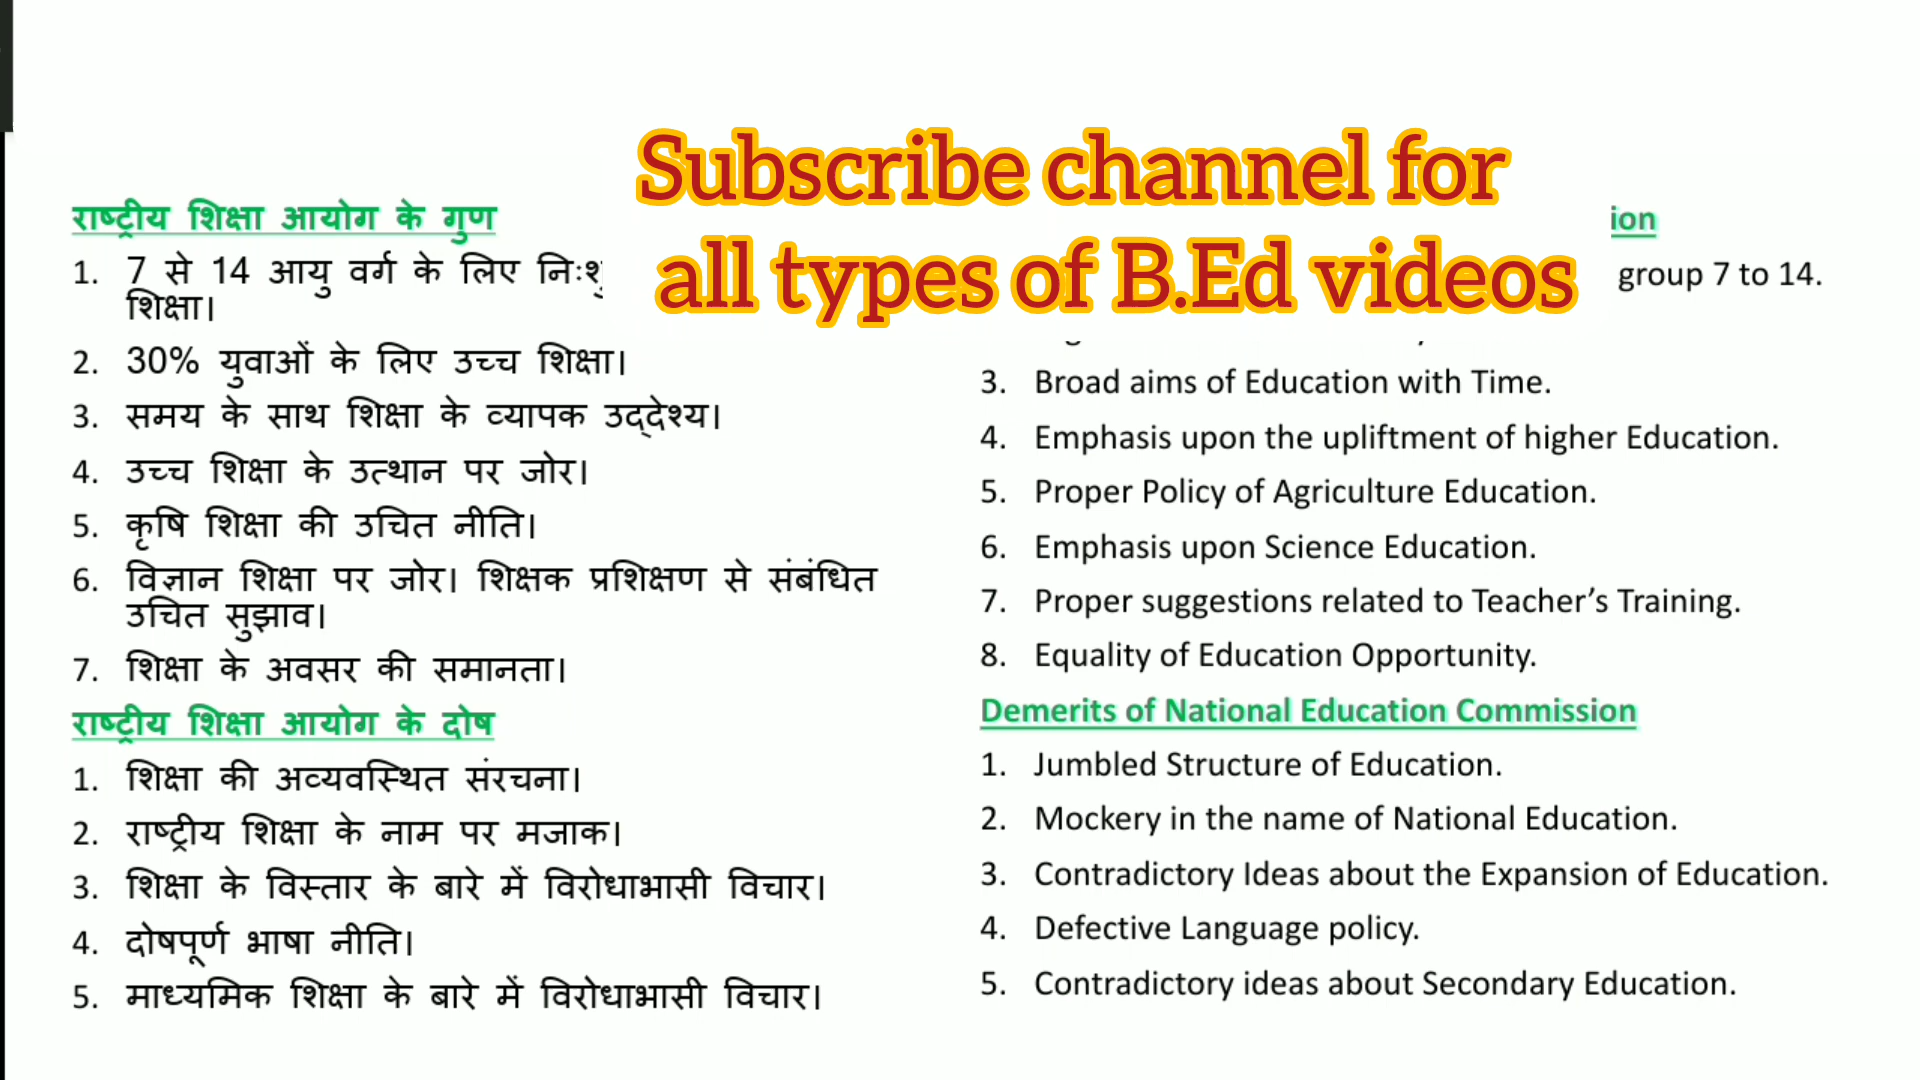 Subscribe channel for
all types of B.Ed videos
राष्ट्रीय शिक्षा आयोग के गुण
1. 7 से 14 आयु वर्ग के लिए
शिक्षा।
2. 30% युवाओं के लिए उच्च शिक्षा।
3. समय के साथ शिक्षा के व्यापक उद्देश्य।
4. उच्च शिक्षा के उत्थान पर जोर।
5. कृषि शिक्षा की उचित नीति।
6. विज्ञान शिक्षा पर जोर। शिक्षक प्रशिक्षण से संबंधित
उचित सुझाव।
7. शिक्षा के अवसर की समानता।
राष्ट्रीय शिक्षा आयोग के दोष
1. शिक्षा की अव्यवस्थित संरचना।
2. राष्ट्रीय शिक्षा के नाम पर मजाक।
3. शिक्षा के विस्तार के बारे में विरोधाभासी विचार।
4. दोषपूर्ण भाषा नीति।
5. माध्यमिक शिक्षा के बारे में विरोधाभासी विचार।
ion
group 7 to 14.
3. Broad aims of Education with Time.
4. Emphasis upon the upliftment of higher Education.
5. Proper Policy of Agriculture Education.
6. Emphasis upon Science Education.
7. Proper suggestions related to Teacher’s Training.
8. Equality of Education Opportunity.
Demerits of National Education Commission
1. Jumbled Structure of Education.
2. Mockery in the name of National Education.
3. Contradictory Ideas about the Expansion of Education.
4. Defective Language policy.
5. Contradictory ideas about Secondary Education.